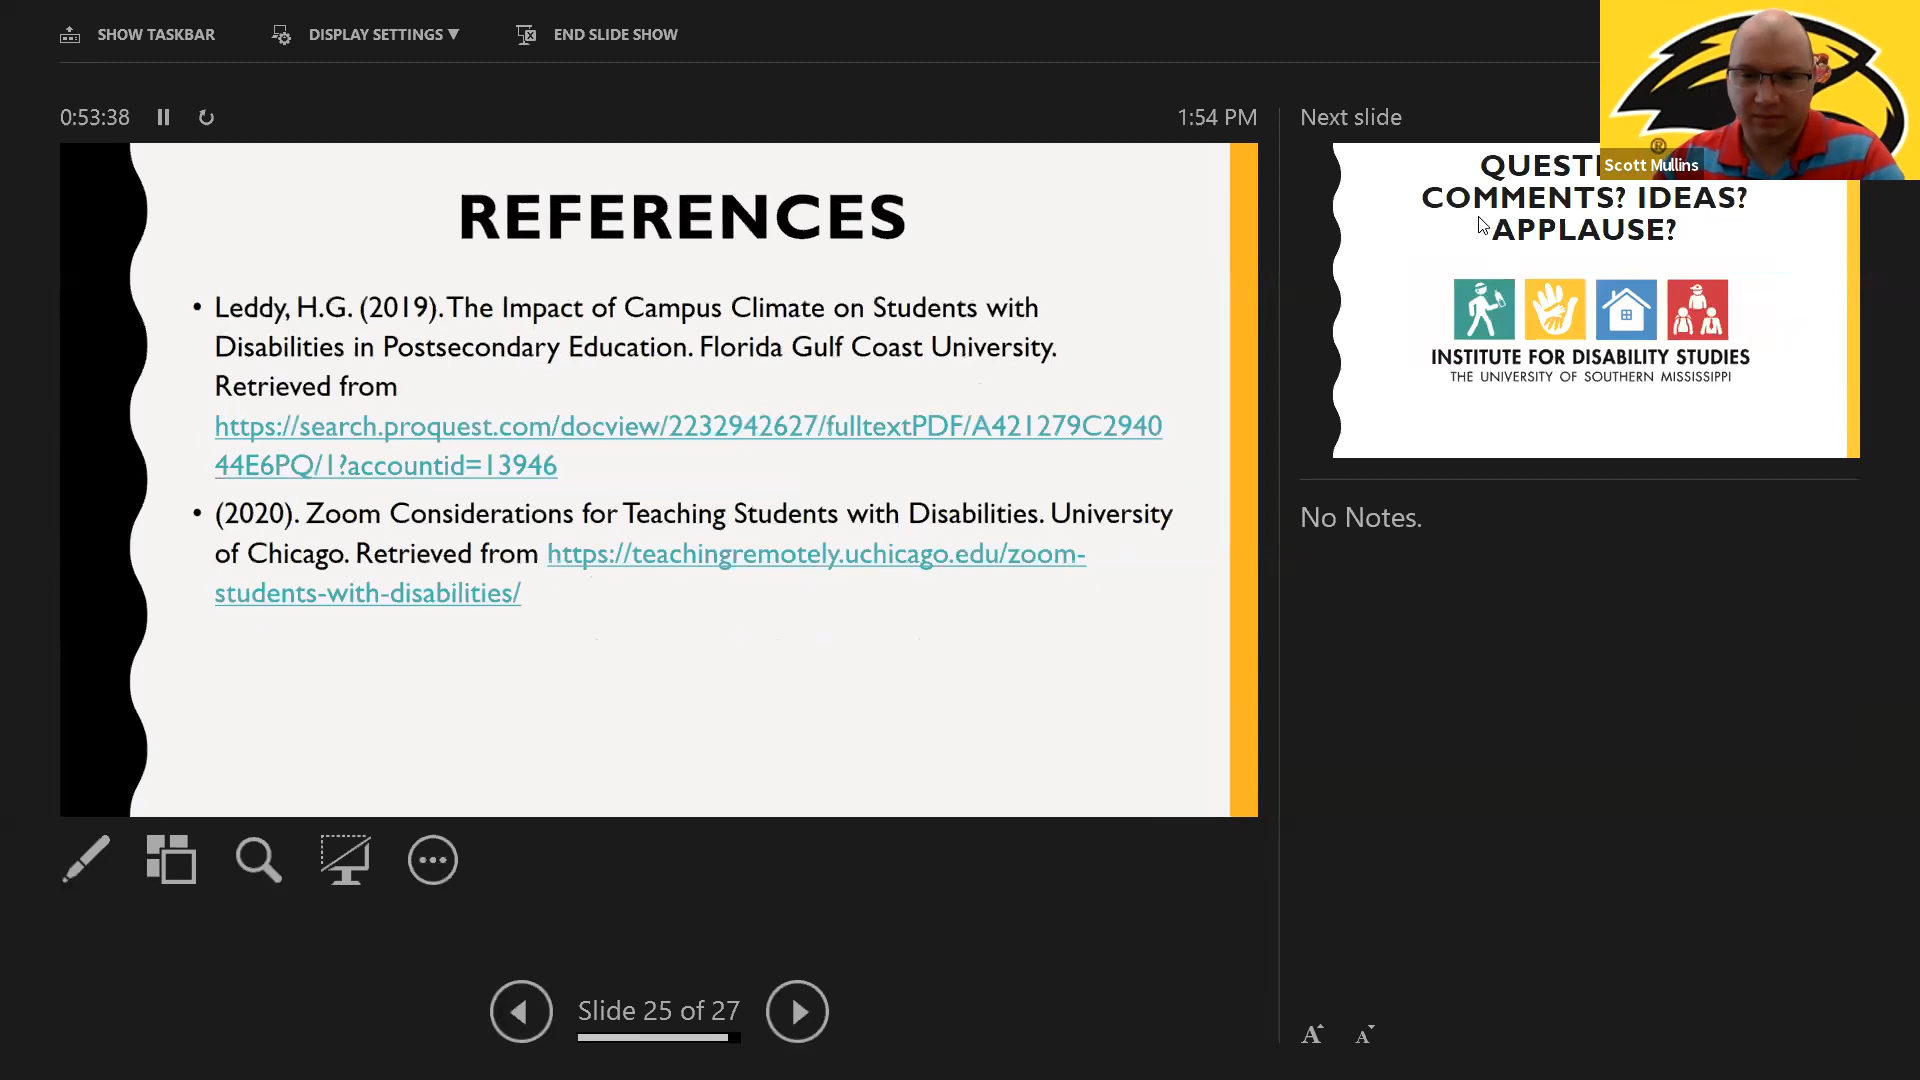 SHOW TASKBAR
DISPLAY SETTINGS ▼
END SLIDE SHOW
0:53:38
1:54 PM
REFERENCES
• Leddy, H.G. (2019). The Impact of Campus Climate on Students with
Disabilities in Postsecondary Education. Florida Gulf Coast University.
Retrieved from
https://search.proquest.com/docview/2232942627/fulltextPDF/A421279C2940
44E6PQ/1?accountid=13946
• (2020). Zoom Considerations for Teaching Students with Disabilities. University
of Chicago. Retrieved from https://teachingremotely.uchicago.edu/zoom-
students-with-disabilities/
Slide 25 of 27
Next slide
Scott Mullins
®
COMMENTS? IDEAS?
APPLAUSE?
INSTITUTE FOR DISABILITY STUDIES
THE UNIVERSITY OF SOUTHERN MISSISSIPPI
No Notes.
A A